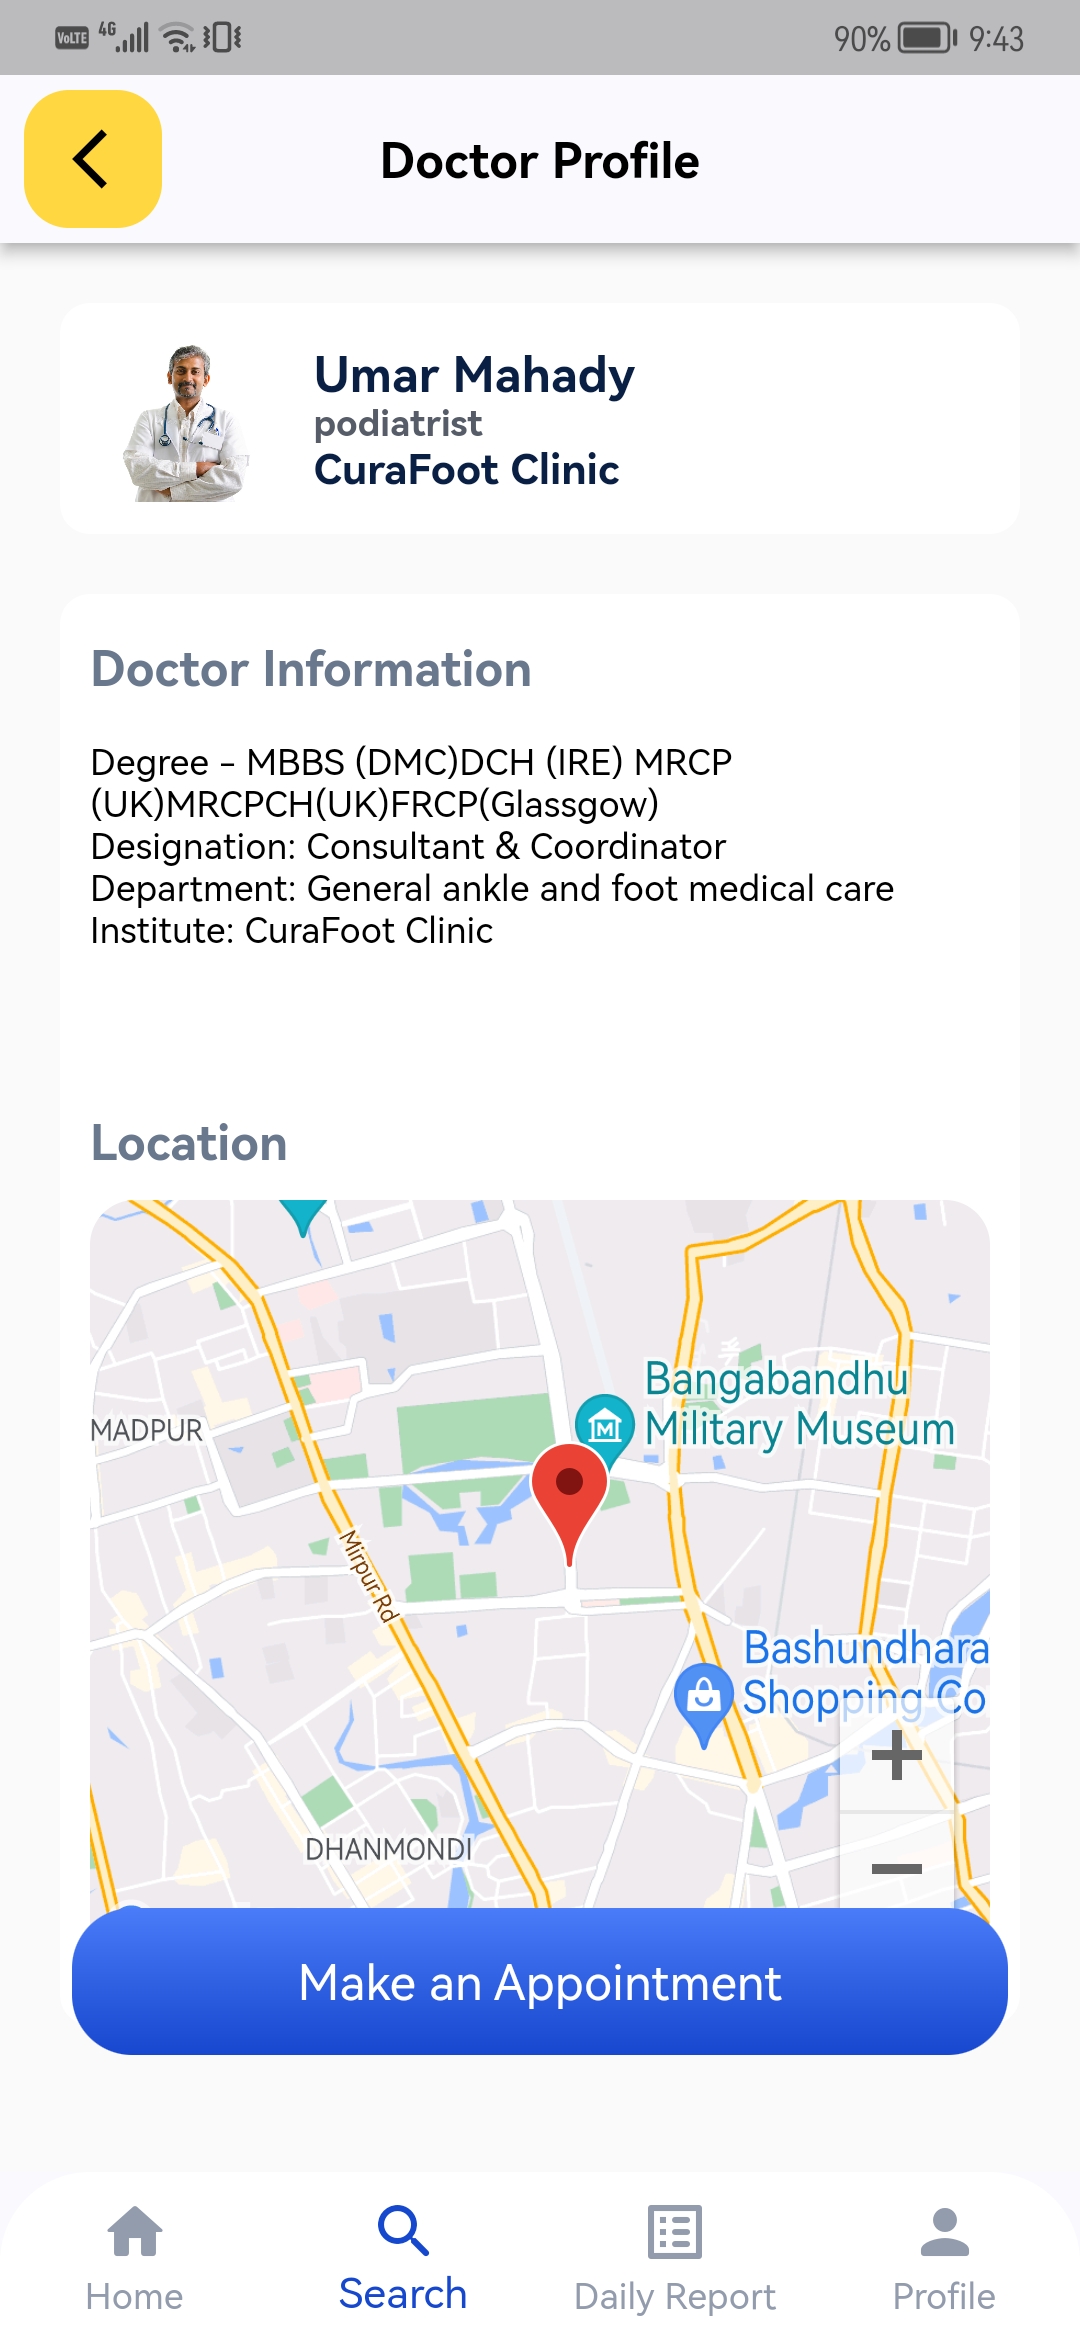 VoLTE 4G 90% 9:43
Doctor Profile
Umar Mahady
podiatrist
CuraFoot Clinic
Doctor Information
Degree - MBBS (DMC)DCH (IRE) MRCP
(UK)MRCPCH(UK)FRCP(Glassgow)
Designation: Consultant & Coordinator
Department: General ankle and foot medical care
Institute: CuraFoot Clinic
Location
Bangabandhu
Military Museum
MADPUR
M
Mirpur Rd
Bashundhara
Shopping Co
DHANMONDI
Make an Appointment
Home
Search
Daily Report
Profile